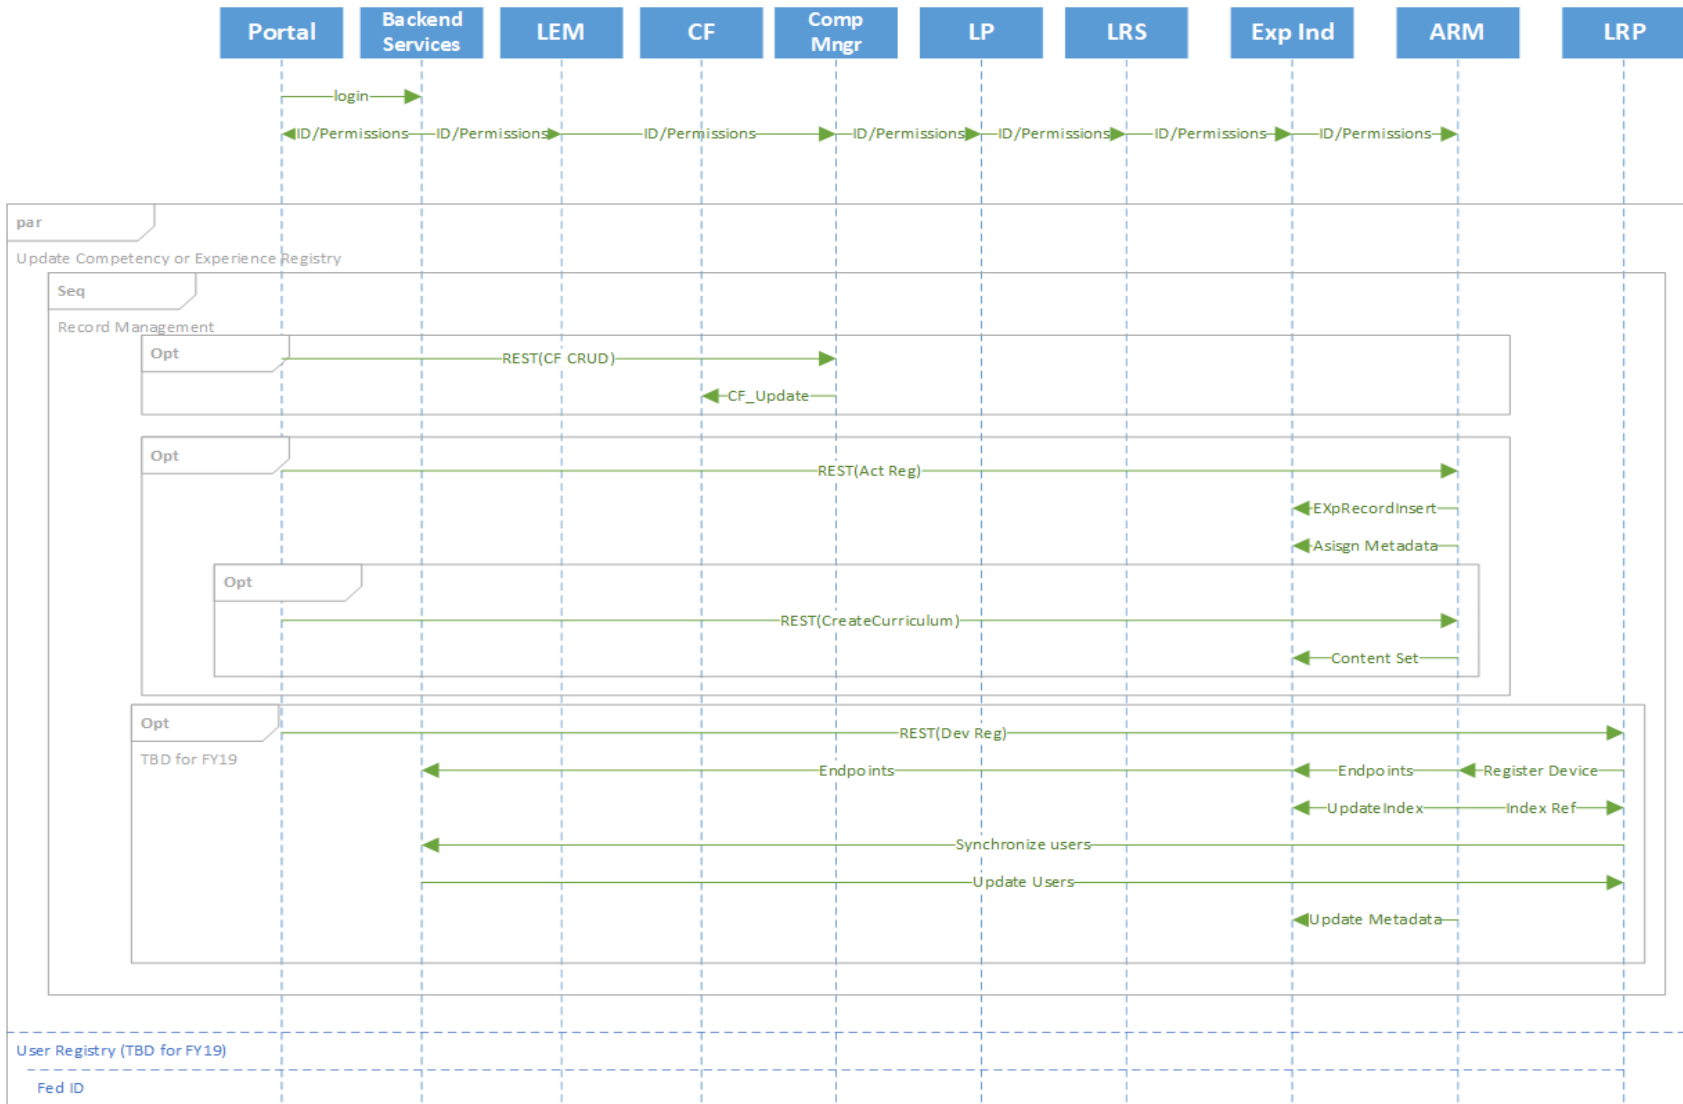 Portal
Backend
Services
LEM
CF
Comp
Mngr
LP
LRS
Exp Ind
ARM
LRP
login
ID/Permissions ID/Permissions ID/Permissions ID/Permissions ID/Permissions ID/Permissions ID/Permissions
par
Update Competency or Experience Registry
Seq
Record Management
Opt
REST(CF CRUD)
CF_Update
Opt
REST(Act Reg)
EXpRecordInsert
Asisgn Metadata
Opt
REST(CreateCurriculum)
Content Set
Opt
REST(Dev Reg)
TBD for FY19
Endpoints Endpoints Register Device
UpdateIndex Index Ref
Synchronize users
Update Users
Update Metadata
User Registry (TBD for FY19)
Fed ID